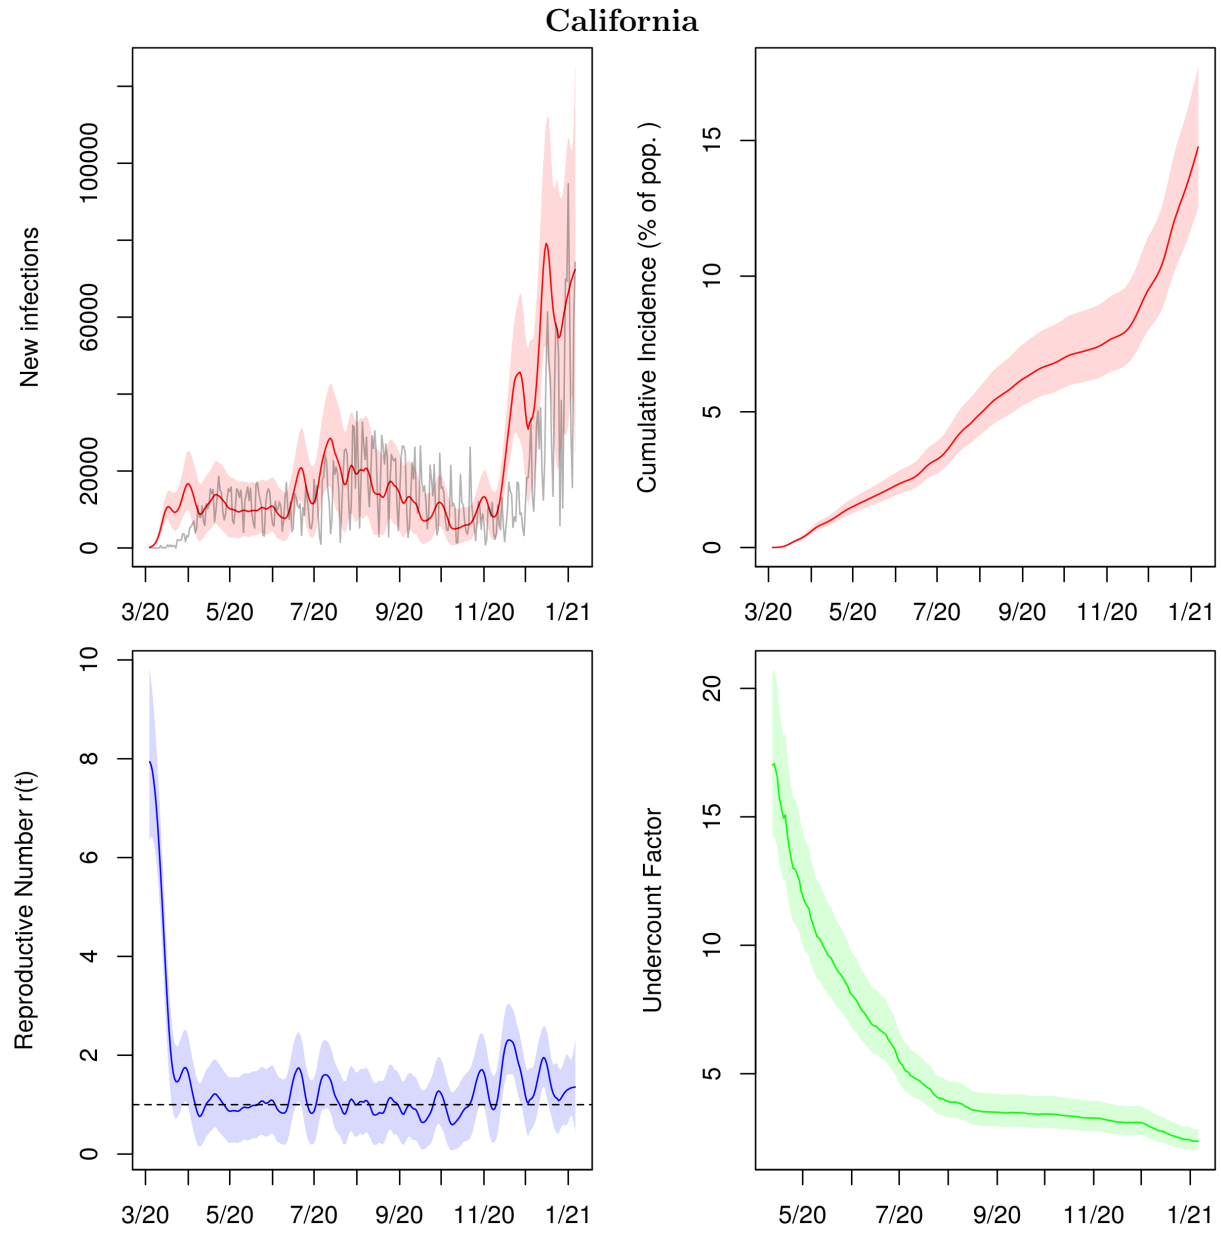 California
New infections
0
20000
60000
100000
3/20 5/20 7/20 9/20 11/20 1/21
Cumulative Incidence (% of pop. )
0
5
10
15
3/20 5/20 7/20 9/20 11/20 1/21
Reproductive Number r(t)
0
2
4
6
8
10
3/20 5/20 7/20 9/20 11/20 1/21
Undercount Factor
5
10
15
20
5/20 7/20 9/20 11/20 1/21